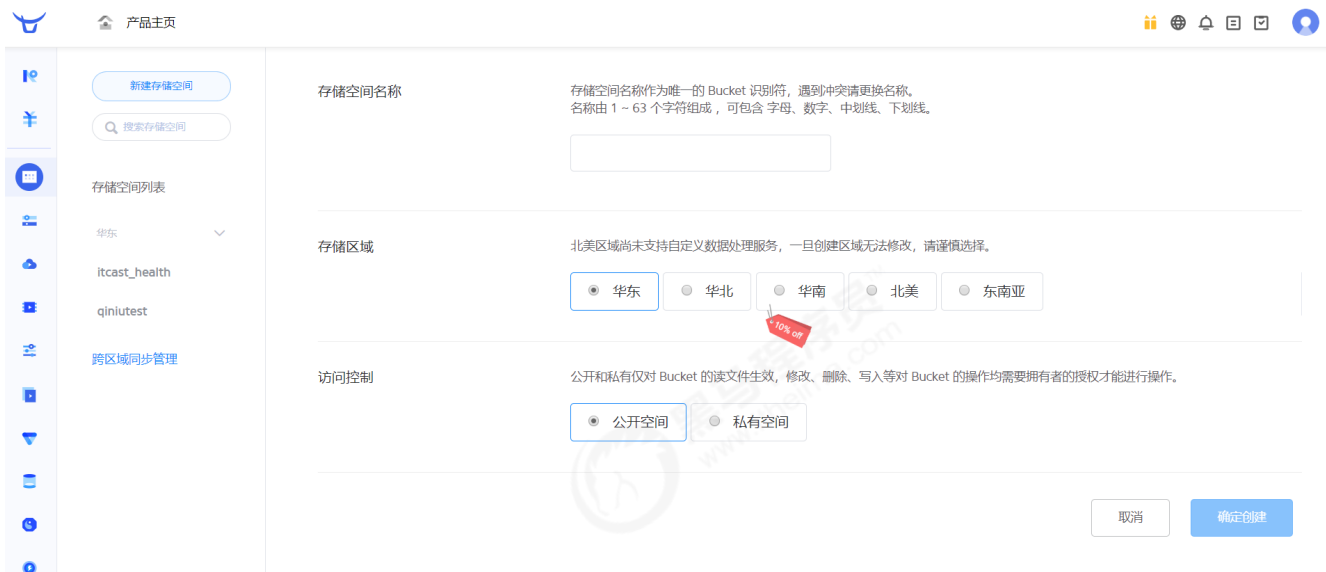 产品主页
新建存储空间
搜索存储空间
存储空间列表
华东
itcast_health
qiniutest
跨区域同步管理
存储空间名称
存储空间名称作为唯一的 Bucket 识别符，遇到冲突请更换名称。
名称由 1 ~ 63 个字符组成 ，可包含 字母、数字、中划线、下划线。
存储区域
北美区域尚未支持自定义数据处理服务，一旦创建区域无法修改，请谨慎选择。
华东 华北 华南 北美 东南亚
10% off
访问控制
公开和私有仅对 Bucket 的读文件生效，修改、删除、写入等对 Bucket 的操作均需要拥有者的授权才能进行操作。
公开空间 私有空间
黑马程序员
www.itheima.com
取消 确定创建